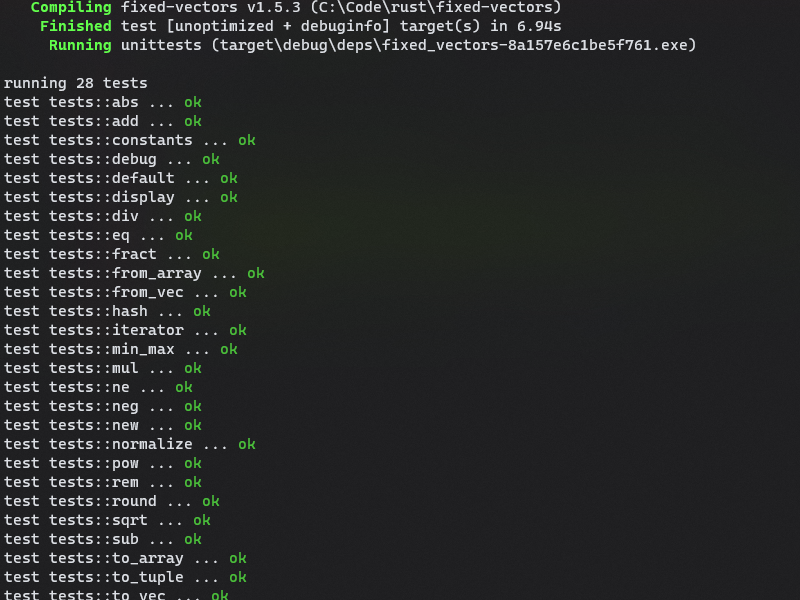 Compiling fixed-vectors v1.5.3 (C:\Code\rust\fixed-vectors)
Finished test [unoptimized + debuginfo] target(s) in 6.94s
Running unittests (target\debug\deps\fixed_vectors-8a157e6c1be5f761.exe)
running 28 tests
test tests::abs ... ok
test tests::add ... ok
test tests::constants ... ok
test tests::debug ... ok
test tests::default ... ok
test tests::display ... ok
test tests::div ... ok
test tests::eq ... ok
test tests::fract ... ok
test tests::from_array ... ok
test tests::from_vec ... ok
test tests::hash ... ok
test tests::iterator ... ok
test tests::min_max ... ok
test tests::mul ... ok
test tests::ne ... ok
test tests::neg ... ok
test tests::new ... ok
test tests::normalize ... ok
test tests::pow ... ok
test tests::rem ... ok
test tests::round ... ok
test tests::sqrt ... ok
test tests::sub ... ok
test tests::to_array ... ok
test tests::to_tuple ... ok
test tests::to_vec ... ok